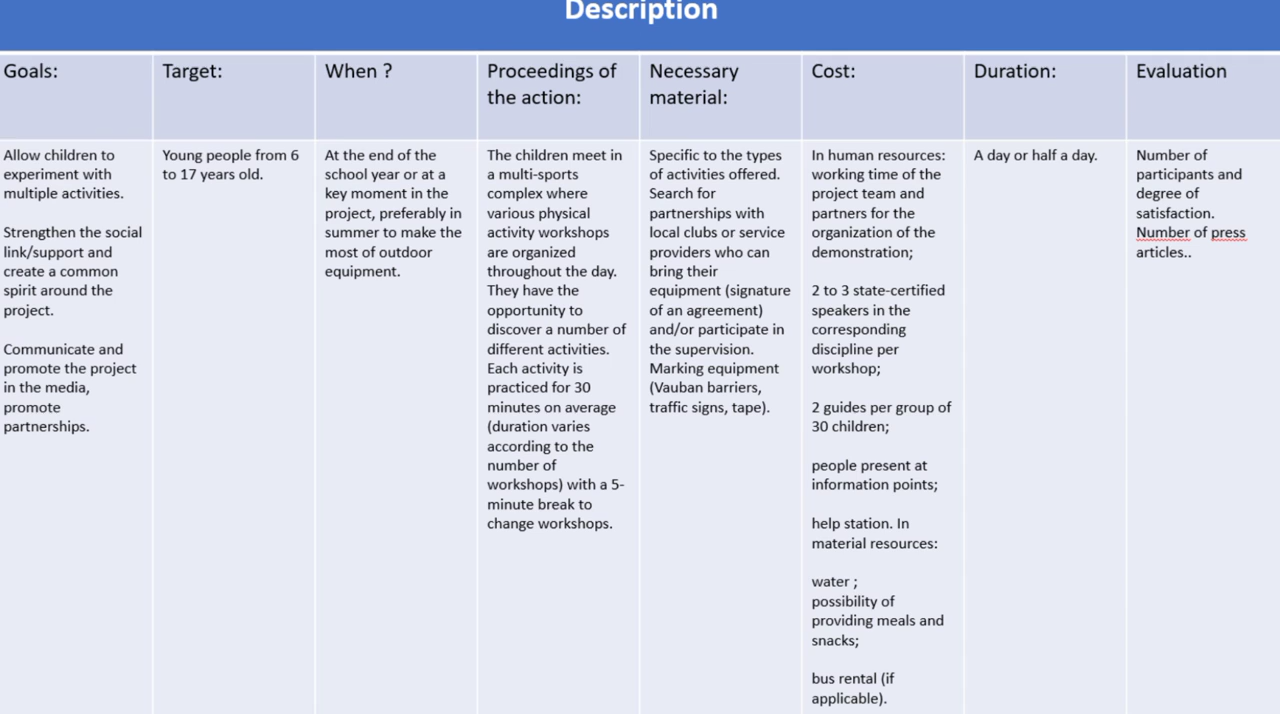 Description
Goals:
Target:
When ?
Proceedings of
the action:
Necessary
material:
Cost:
Duration:
Evaluation
Allow children to
experiment with
multiple activities.
Strengthen the social
link/support and
create a common
spirit around the
project.
Communicate and
promote the project
in the media,
promote
partnerships.
Young people from 6
to 17 years old.
At the end of the
school year or at a
key moment in the
project, preferably in
summer to make the
most of outdoor
equipment.
The children meet in
a multi-sports
complex where
various physical
activity workshops
are organized
throughout the day.
They have the
opportunity to
discover a number of
different activities.
Each activity is
practiced for 30
minutes on average
(duration varies
according to the
number of
workshops) with a 5-
minute break to
change workshops.
Specific to the types
of activities offered.
Search for
partnerships with
local clubs or service
providers who can
bring their
equipment (signature
of an agreement)
and/or participate in
the supervision.
Marking equipment
(Vauban barriers,
traffic signs, tape).
In human resources:
working time of the
project team and
partners for the
organization of the
demonstration;
2 to 3 state-certified
speakers in the
corresponding
discipline per
workshop;
2 guides per group of
30 children;
people present at
information points;
help station. In
material resources:
water ;
possibility of
providing meals and
snacks;
bus rental (if
applicable).
A day or half a day.
Number of
participants and
degree of
satisfaction.
Number of press
articles..